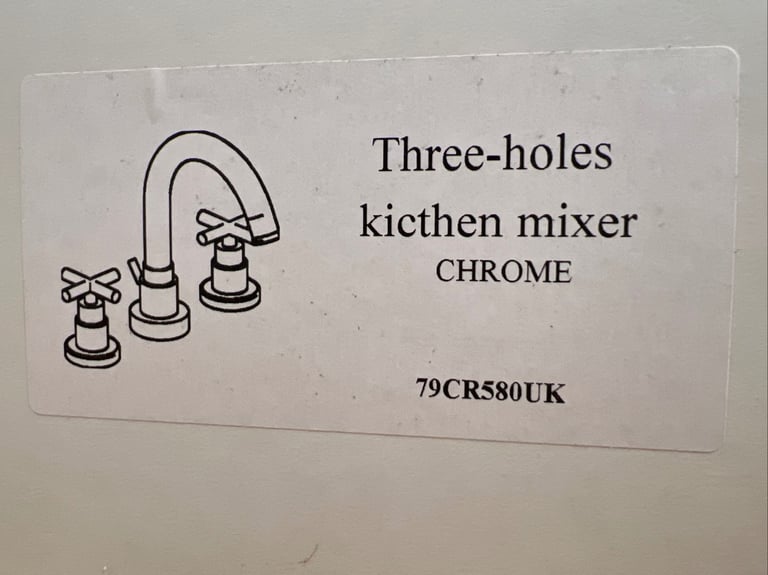 Three-holes
kicthen mixer
CHROME
79CR580UK